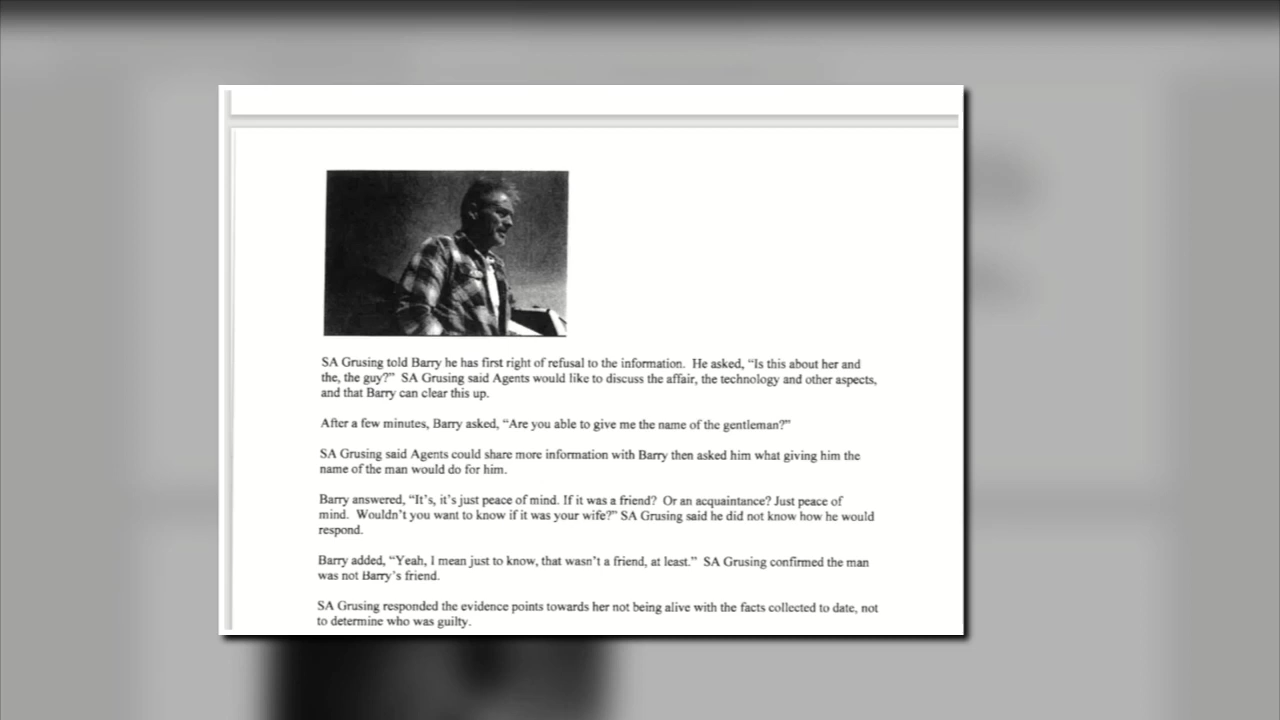 SA Grusing told Barry he has first right of refusal to the information.  He asked, “Is this about her and
the, the guy?”  SA Grusing said Agents would like to discuss the affair, the technology and other aspects,
and that Barry can clear this up.
After a few minutes, Barry asked, “Are you able to give me the name of the gentleman?”
SA Grusing said Agents could share more information with Barry then asked him what giving him the
name of the man would do for him.
Barry answered, “It’s, it’s just peace of mind. If it was a friend?  Or an acquaintance? Just peace of
mind.  Wouldn’t you want to know if it was your wife?” SA Grusing said he did not know how he would
respond.
Barry added, “Yeah, I mean just to know, that wasn’t a friend, at least.”  SA Grusing confirmed the man
was not Barry’s friend.
SA Grusing responded the evidence points towards her not being alive with the facts collected to date, not
to determine who was guilty.